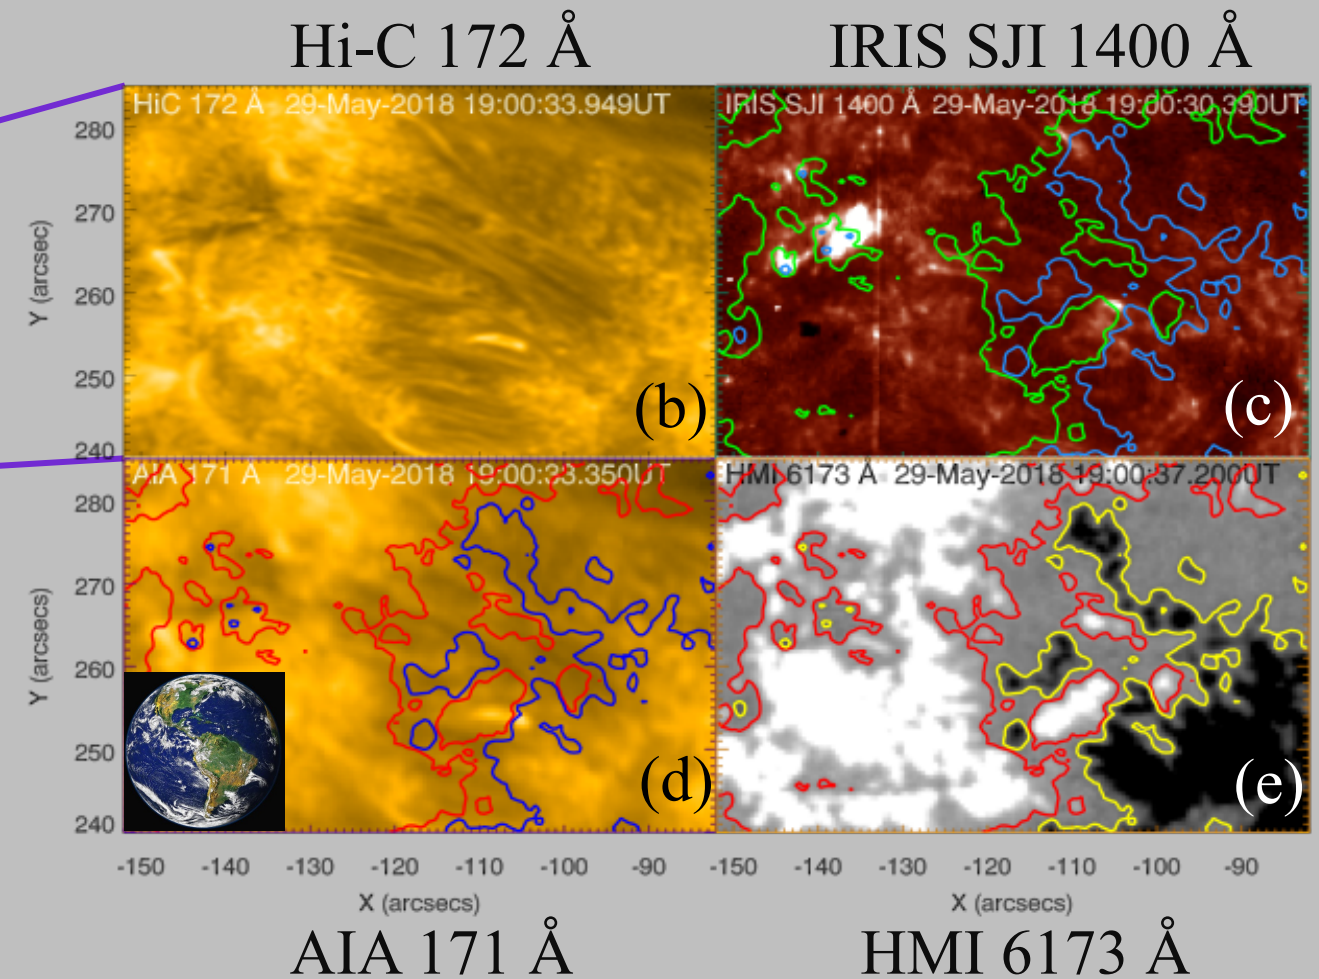 Hi-C 172 Å
IRIS SJI 1400 Å
HiC 172 Å 29-May-2018 19:00:33.949UT
IRIS SJI 1400 Å 29-May-2018 19:00:30.390UT
280
270
260
250
240
Y (arcsec)
(b)
(c)
AIA 171 Å 29-May-2018 19:00:33.350UT
HMI 6173 Å 29-May-2018 19:00:37.200UT
280
270
260
250
240
Y (arcsecs)
(d)
(e)
-150 -140 -130 -120 -110 -100 -90
-150 -140 -130 -120 -110 -100 -90
X (arcsecs)
X (arcsecs)
AIA 171 Å
HMI 6173 Å